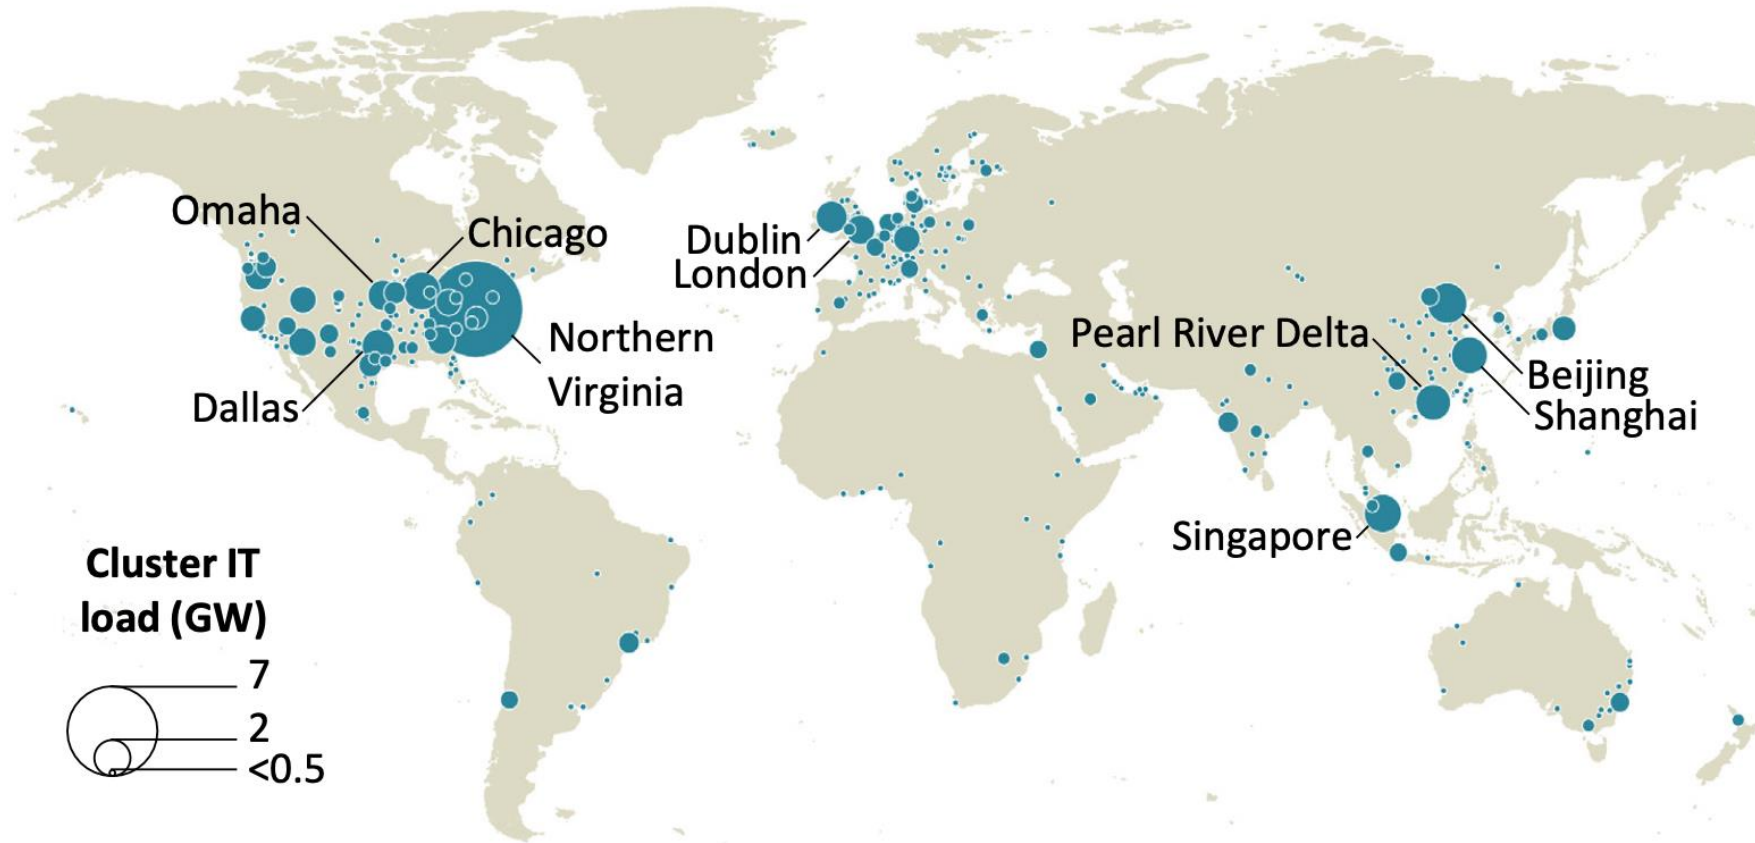 Omaha
Chicago
Dublin
London
Northern
Virginia
Pearl River Delta
Beijing
Shanghai
Dallas
Singapore
Cluster IT
load (GW)
7
2
<0.5